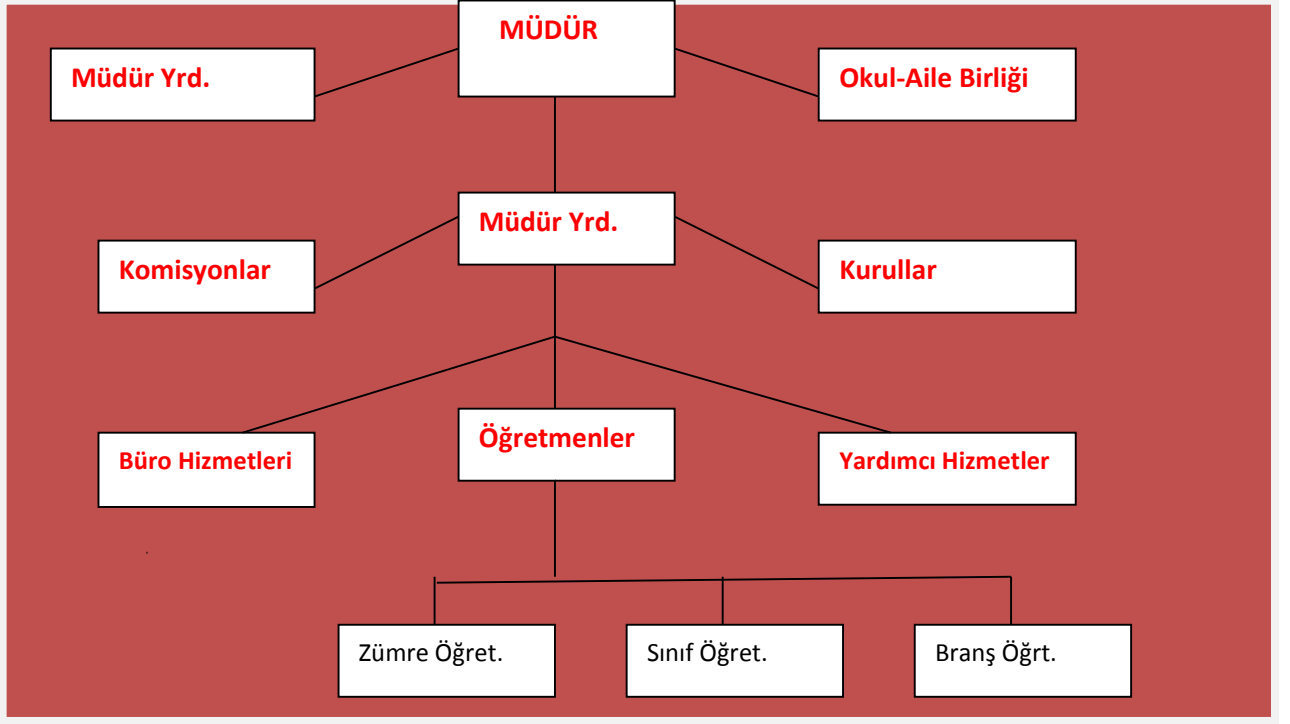 MÜDÜR
Müdür Yrd.
Okul-Aile Birliği
Müdür Yrd.
Komisyonlar
Kurullar
Büro Hizmetleri
Öğretmenler
Yardımcı Hizmetler
Zümre Öğret.
Sınıf Öğret.
Branş Öğrt.